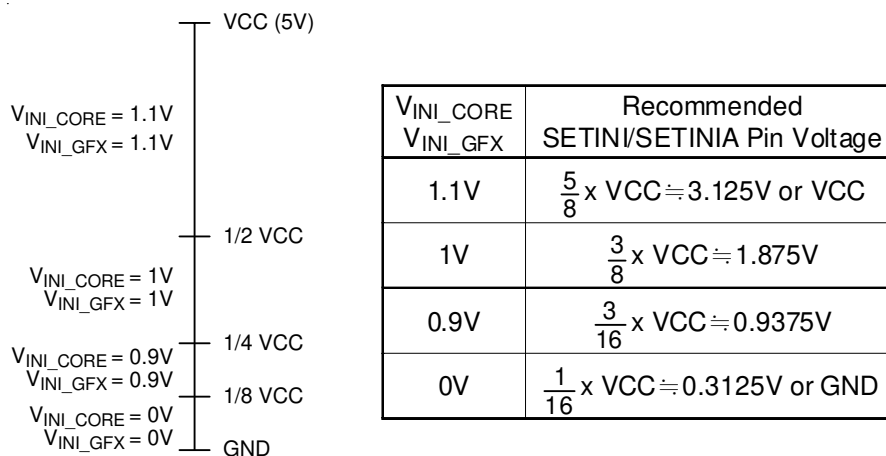 VCC (5V)
V_INI_CORE = 1.1V
V_INI_GFX = 1.1V
1/2 VCC
V_INI_CORE = 1V
V_INI_GFX = 1V
1/4 VCC
V_INI_CORE = 0.9V
V_INI_GFX = 0.9V
1/8 VCC
V_INI_CORE = 0V
V_INI_GFX = 0V
GND
V_INI_CORE
V_INI_GFX
Recommended
SETINI/SETINIA Pin Voltage
1.1V
5/8 x VCC≒3.125V or VCC
1V
3/8 x VCC≒1.875V
0.9V
3/16 x VCC≒0.9375V
0V
1/16 x VCC≒0.3125V or GND